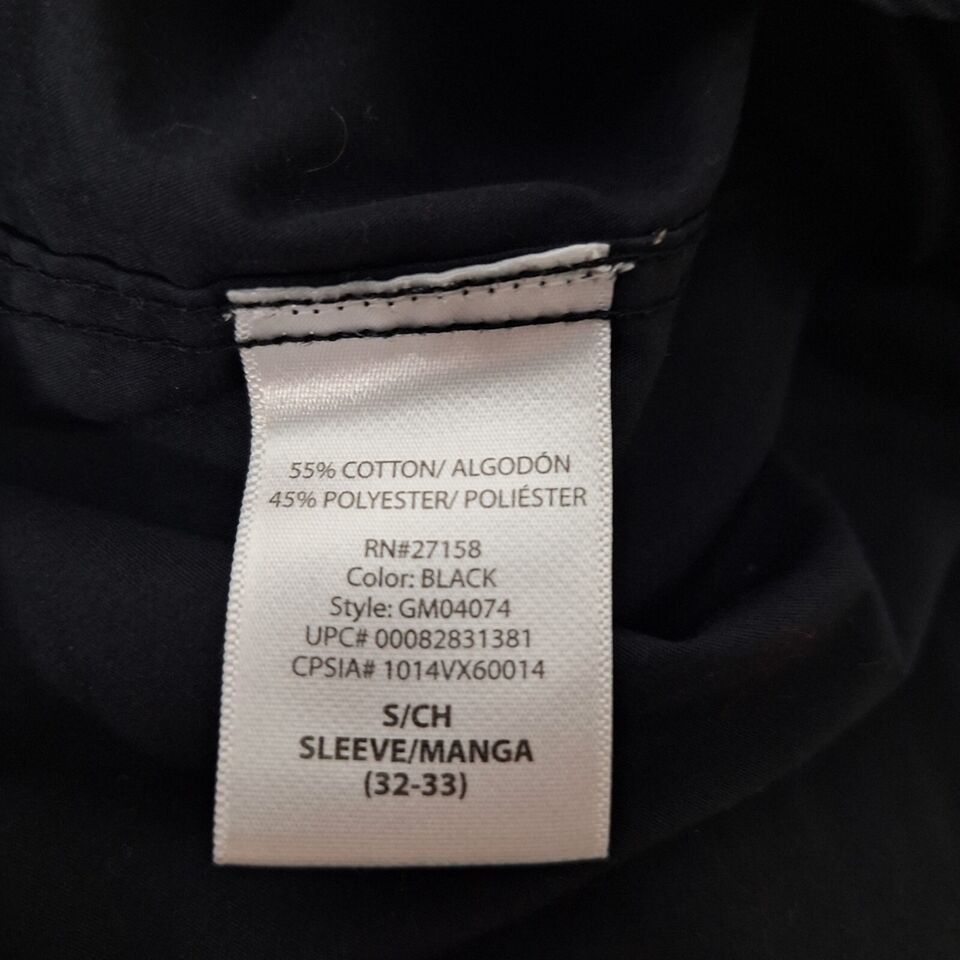 55% COTTON/ ALGODÓN
45% POLYESTER/ POLIÉSTER
RN#27158
Color: BLACK
Style: GM04074
UPC# 00082831381
CPSIA# 1014VX60014
S/CH
SLEEVE/MANGA
(32-33)